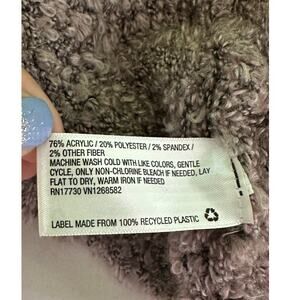 76% ACRYLIC / 20% POLYESTER / 2% SPANDEX /
2% OTHER FIBER
MACHINE WASH COLD WITH LIKE COLORS, GENTLE
CYCLE, ONLY NON-CHLORINE BLEACH IF NEEDED, LAY
FLAT TO DRY, WARM IRON IF NEEDED
RN17730 VN1268582
LABEL MADE FROM 100% RECYCLED PLASTIC